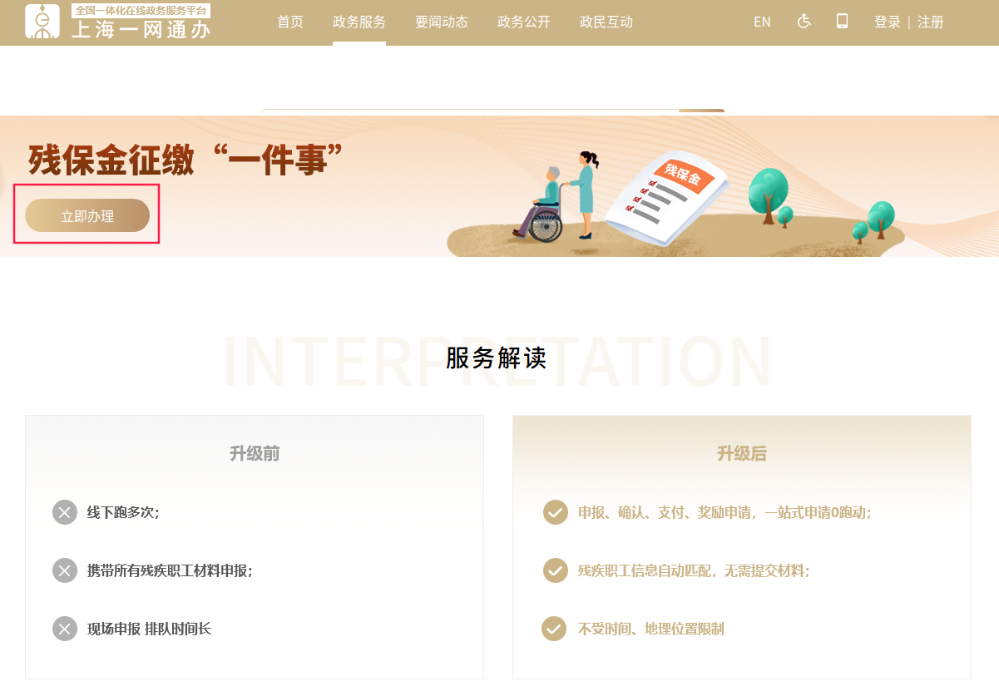 全国一体化在线政务服务平台
上海一网通办
首页 政务服务 要闻动态 政务公开 政民互动 EN 登录 | 注册
残保金征缴“一件事”
立即办理
残保金
INTERPRETATION
服务解读
升级前
线下跑多次；
携带所有残疾职工材料申报；
现场申报 排队时间长
升级后
申报、确认、支付、奖励申请，一站式申请0跑动；
残疾职工信息自动匹配，无需提交材料；
不受时间、地理位置限制